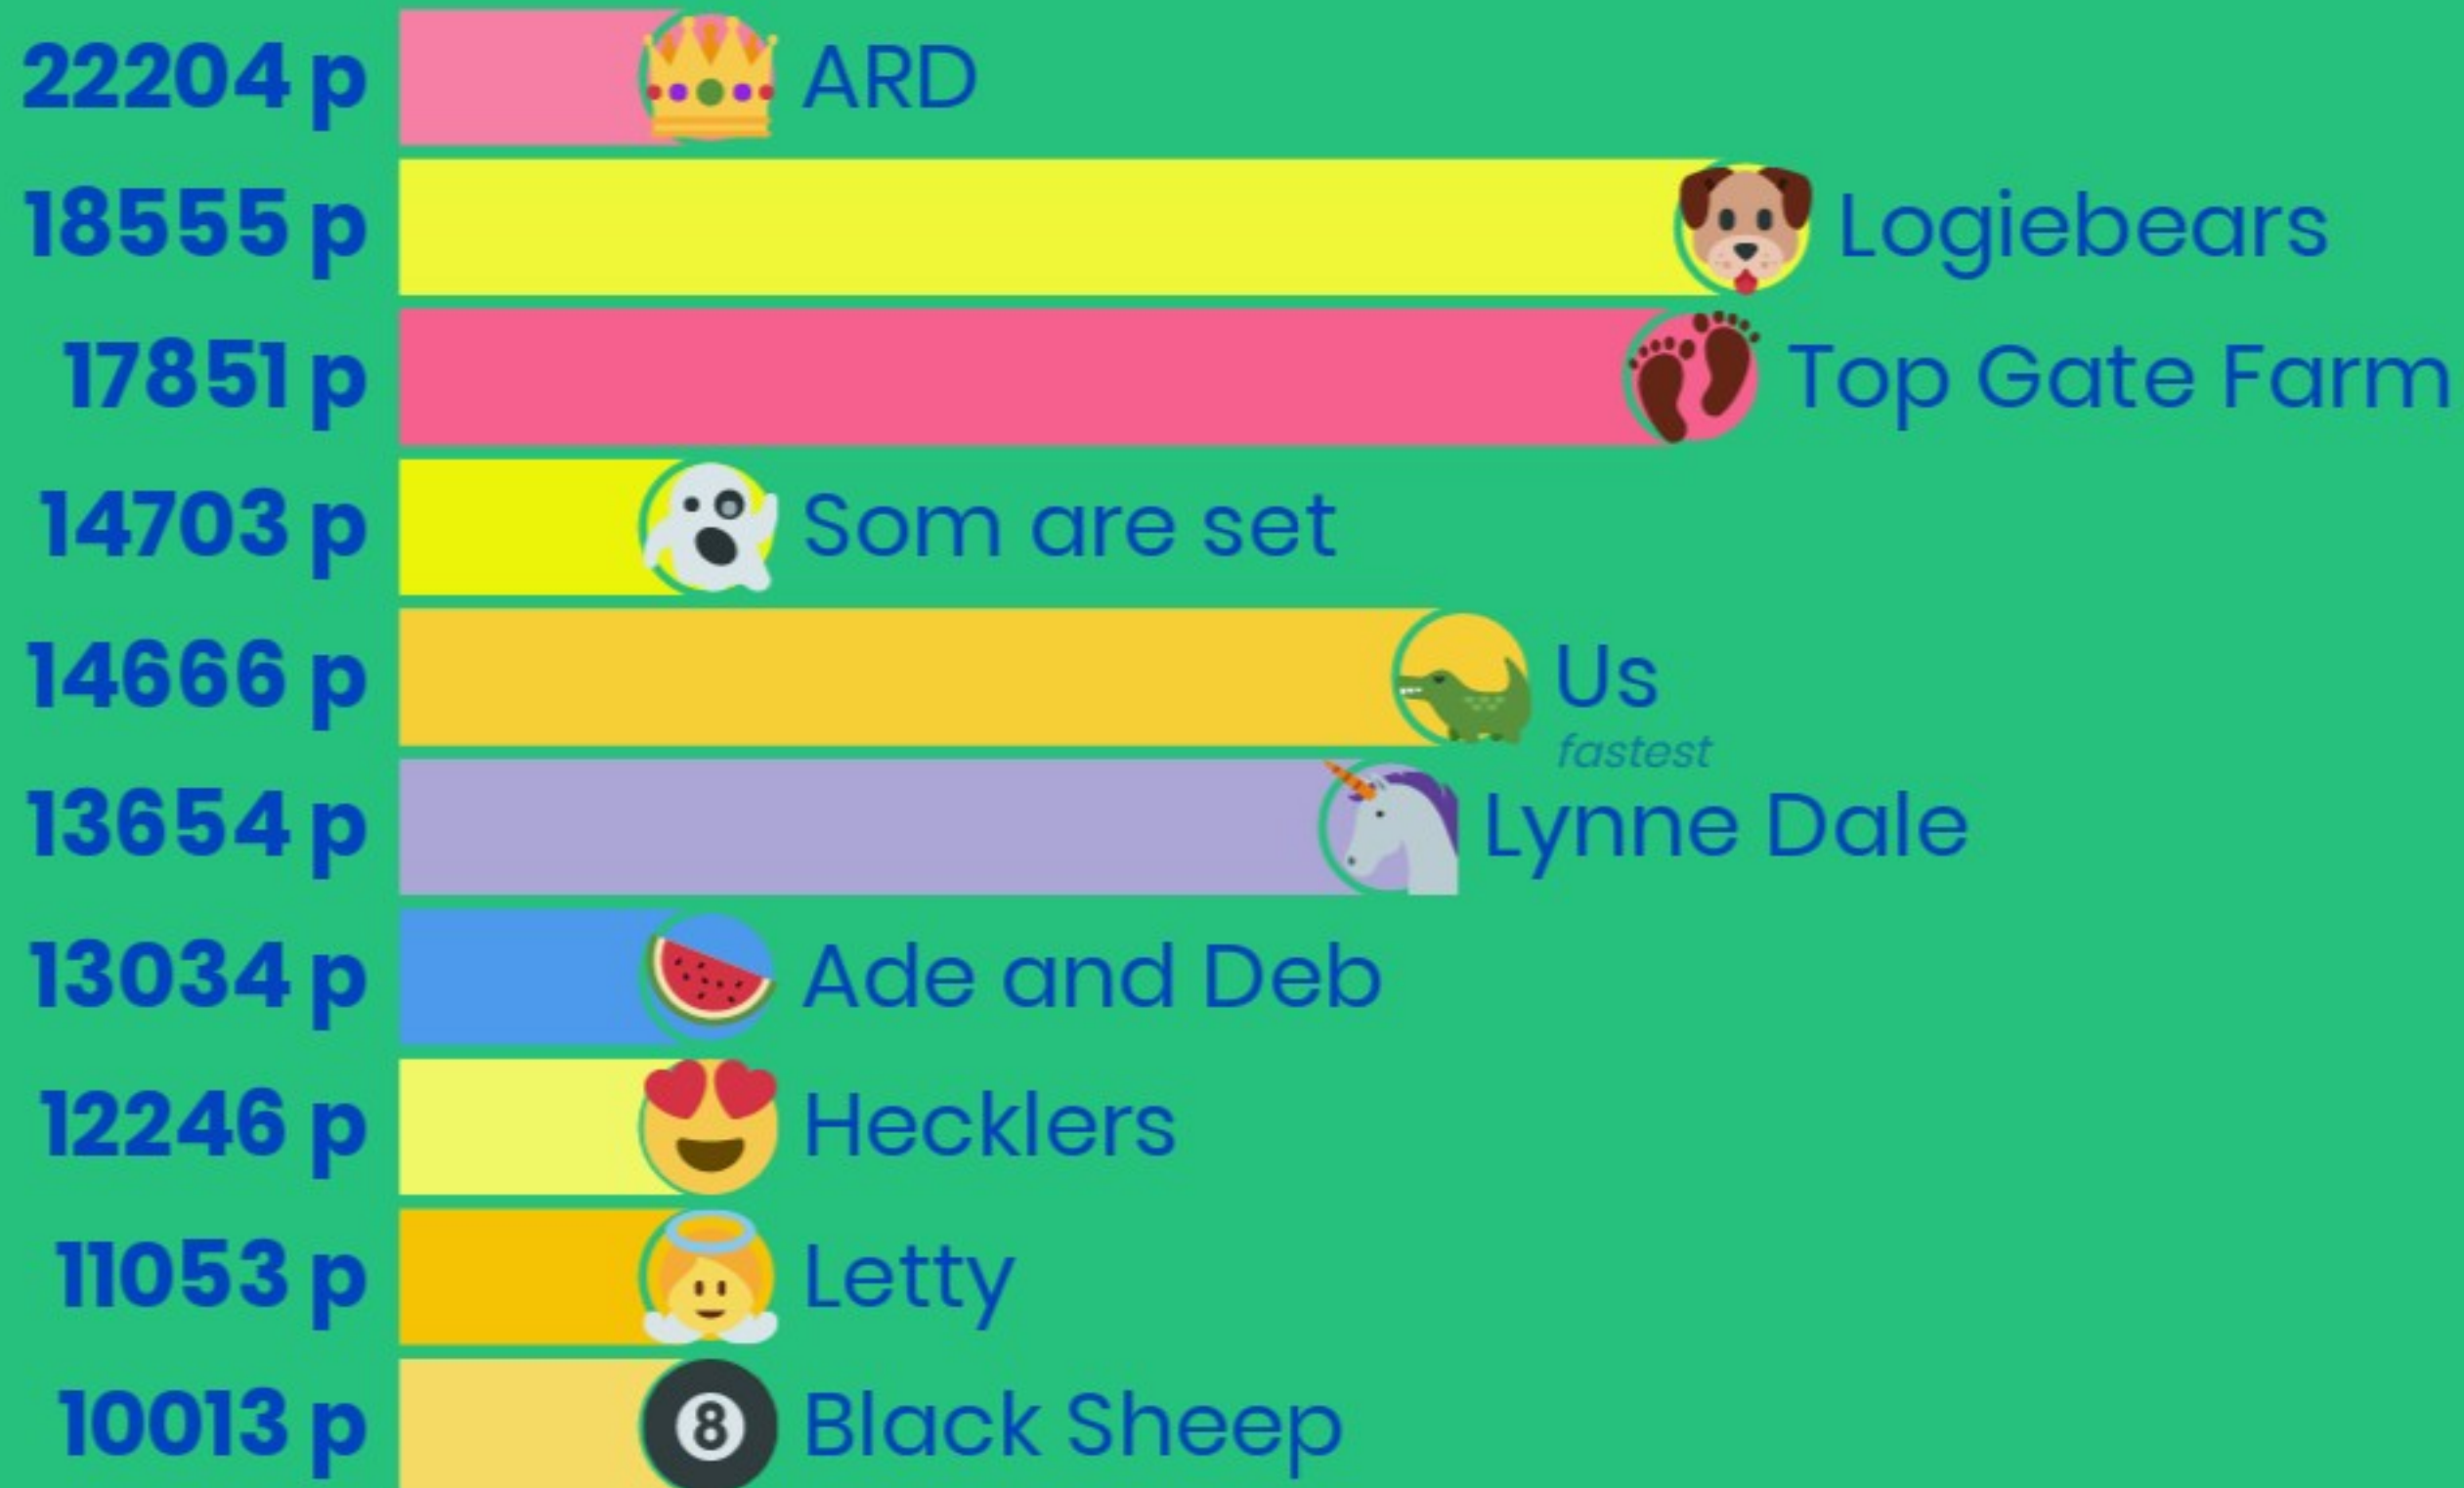 22204 p ARD
18555 p Logiebears
17851 p Top Gate Farm
14703 p Som are set
14666 p Us
fastest
13654 p Lynne Dale
13034 p Ade and Deb
12246 p Hecklers
11053 p Letty
10013 p 8 Black Sheep